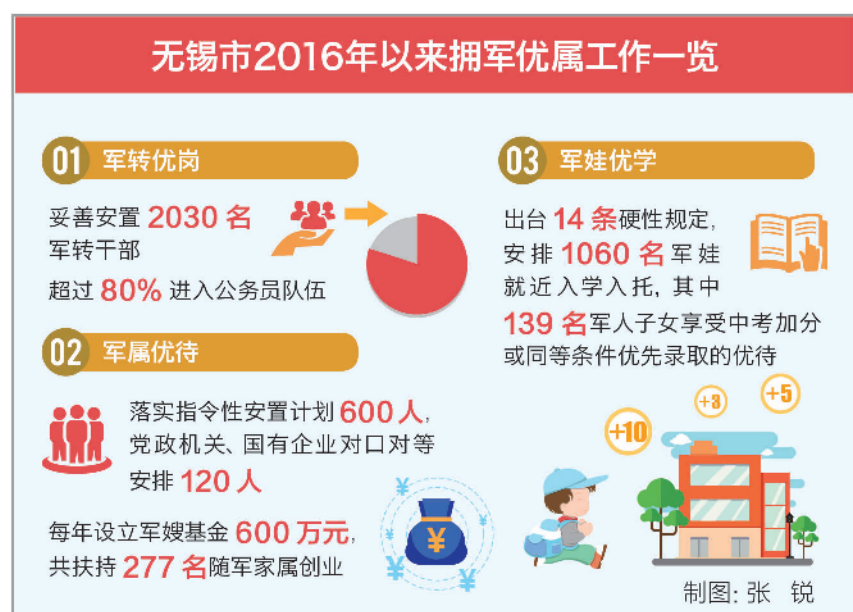 无锡市2016年以来拥军优属工作一览
01 军转优岗
妥善安置 2030 名
军转干部
超过 80% 进入公务员队伍
02 军属优待
落实指令性安置计划 600 人，
党政机关、国有企业对口对等
安排 120 人
每年设立军嫂基金 600 万元，
共扶持 277 名随军家属创业
¥
¥
¥
¥
¥
¥
03 军娃优学
出台 14 条硬性规定，
安排 1060 名军娃
就近入学入托，其中
139 名军人子女享受中考加分
或同等条件优先录取的优待
+10
+3
+5
制图：张 锐